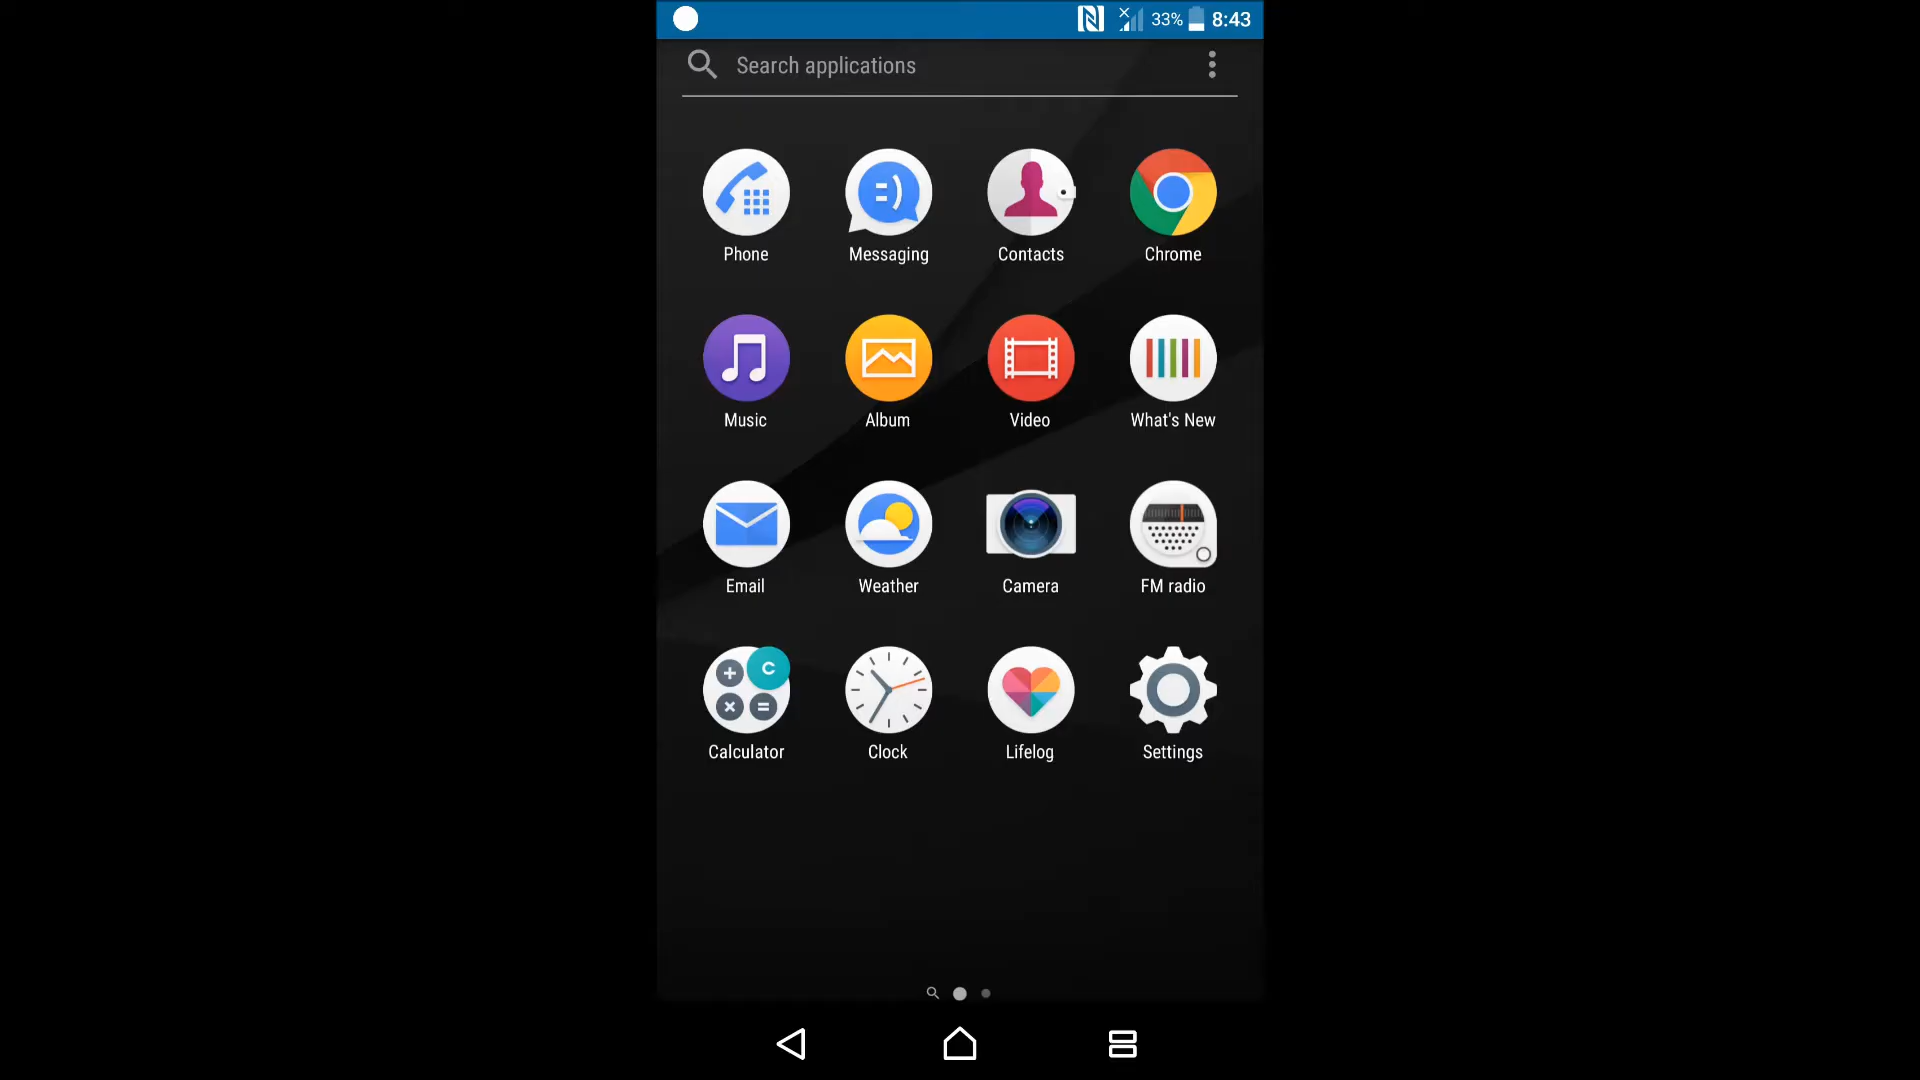 33% 8:43
Search applications
Phone Messaging Contacts Chrome
Music Album Video What's New
Email Weather Camera FM radio
C
Calculator Clock Lifelog Settings